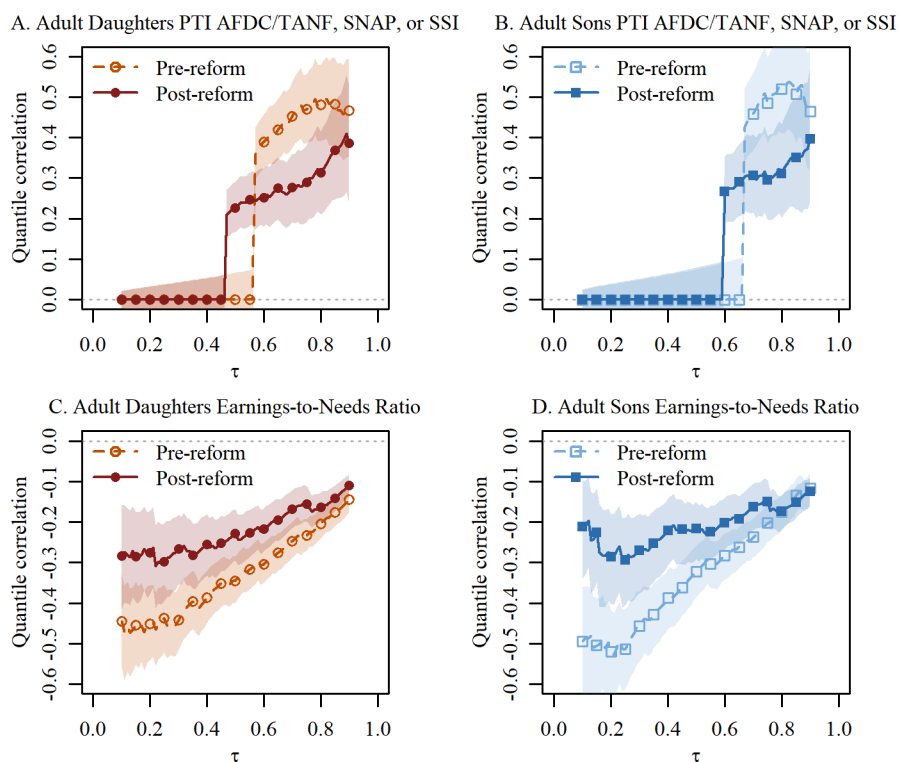 A. Adult Daughters PTI AFDC/TANF, SNAP, or SSI
0.6
0.5
0.4
0.3
0.2
0.1
0.0
Quantile correlation
Pre-reform
Post-reform
0.0 0.2 0.4 0.6 0.8 1.0
τ
B. Adult Sons PTI AFDC/TANF, SNAP, or SSI
0.6
0.5
0.4
0.3
0.2
0.1
0.0
Quantile correlation
Pre-reform
Post-reform
0.0 0.2 0.4 0.6 0.8 1.0
τ
C. Adult Daughters Earnings-to-Needs Ratio
0.0
-0.1
-0.2
-0.3
-0.4
-0.5
-0.6
Quantile correlation
Pre-reform
Post-reform
0.0 0.2 0.4 0.6 0.8 1.0
τ
D. Adult Sons Earnings-to-Needs Ratio
0.0
-0.1
-0.2
-0.3
-0.4
-0.5
-0.6
Quantile correlation
Pre-reform
Post-reform
0.0 0.2 0.4 0.6 0.8 1.0
τ